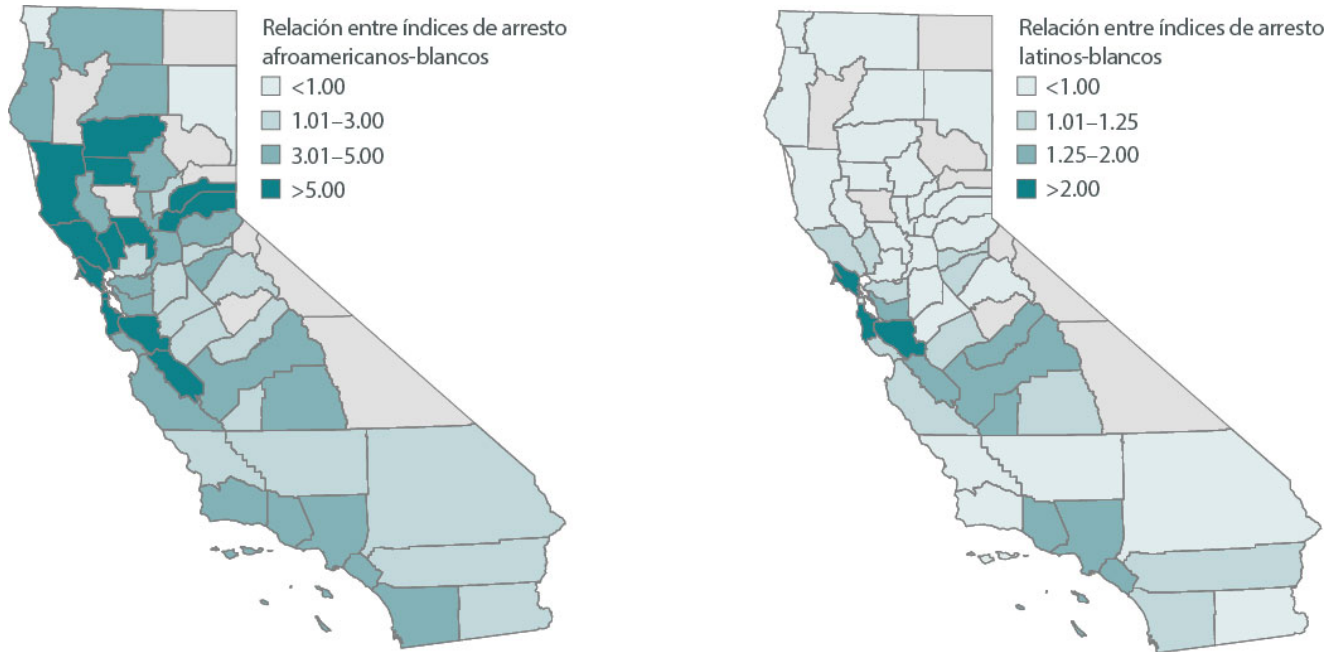 Relación entre índices de arresto
afroamericanos-blancos
<1.00
1.01–3.00
3.01–5.00
>5.00
Relación entre índices de arresto
latinos-blancos
<1.00
1.01–1.25
1.25–2.00
>2.00